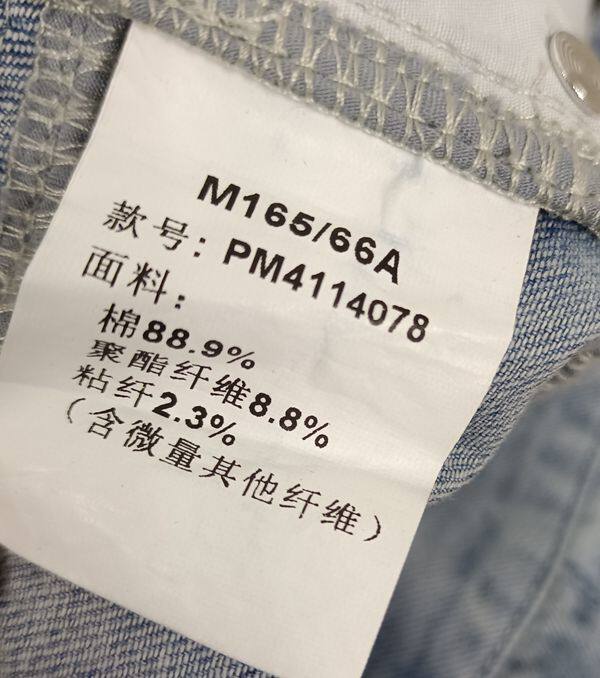 M165/66A
款号: PM4114078
面料:
棉88.9%
聚酯纤维8.8%
粘纤2.3%
（含微量其他纤维）